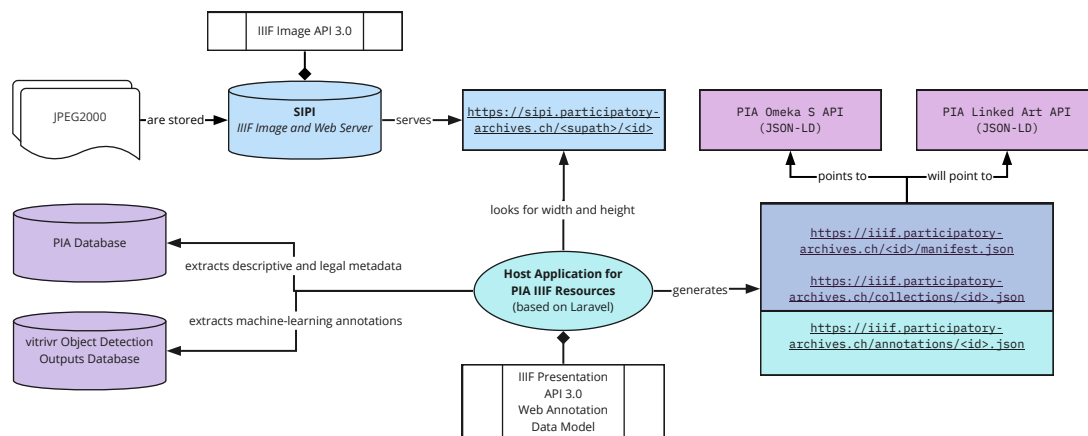 IIIF Image API 3.0
JPEG2000
are stored
SIPI
IIIF Image and Web Server
serves
https://sipi.participatory-
archives.ch/<supath>/<id>
PIA Omeka S API
(JSON-LD)
PIA Linked Art API
(JSON-LD)
points to
will point to
looks for width and height
PIA Database
extracts descriptive and legal metadata
Host Application for
PIA IIIF Resources
(based on Laravel)
generates
https://iiif.participatory-
archives.ch/<id>/manifest.json
https://iiif.participatory-
archives.ch/collections/<id>.json
https://iiif.participatory-
archives.ch/annotations/<id>.json
extracts machine-learning annotations
vitrivr Object Detection
Outputs Database
IIIF Presentation
API 3.0
Web Annotation
Data Model